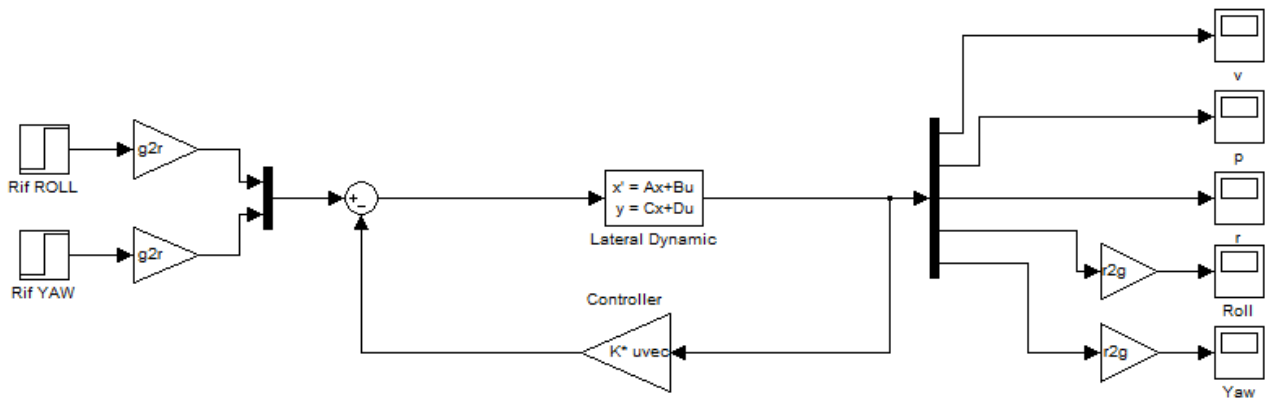 v
p
g2r
Rif ROLL
+
−
x' = Ax+Bu
y = Cx+Du
Lateral Dynamic
r
g2r
Rif YAW
Controller
K* uvec
r2g
Roll
r2g
Yaw